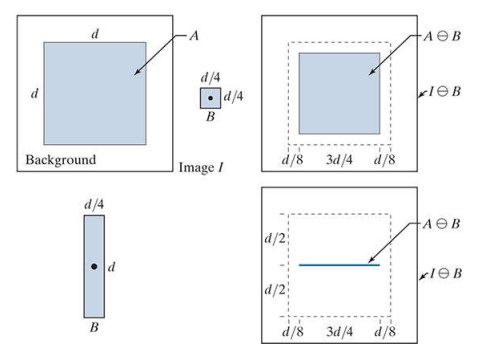 d
A
d
d/4
d/4
B
Background
Image I
A ⊖ B
I ⊖ B
d/8 3d/4 d/8
d/4
d
B
d/2
d/2
A ⊖ B
I ⊖ B
d/8 3d/4 d/8